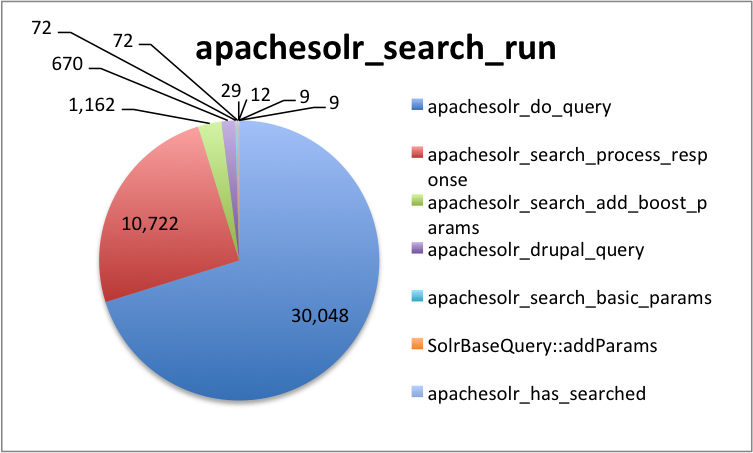 apachesolr_search_run
72
72
670
29
12
9
9
1,162
10,722
30,048
apachesolr_do_query
apachesolr_search_process_resp
onse
apachesolr_search_add_boost_p
arams
apachesolr_drupal_query
apachesolr_search_basic_params
SolrBaseQuery::addParams
apachesolr_has_searched